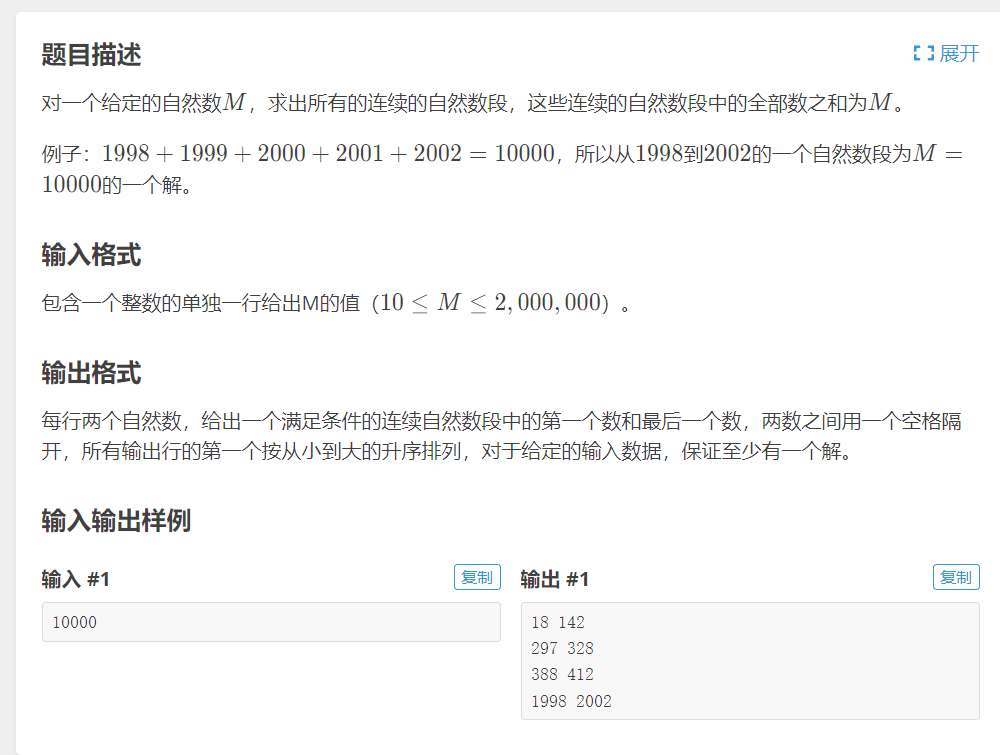 题目描述
展开
对一个给定的自然数M，求出所有的连续的自然数段，这些连续的自然数段中的全部数之和为M。
例子：1998 + 1999 + 2000 + 2001 + 2002 = 10000，所以从1998到2002的一个自然数段为M =
10000的一个解。
输入格式
包含一个整数的单独一行给出M的值（10 ≤ M ≤ 2,000,000）。
输出格式
每行两个自然数，给出一个满足条件的连续自然数段中的第一个数和最后一个数，两数之间用一个空格隔
开，所有输出行的第一个按从小到大的升序排列，对于给定的输入数据，保证至少有一个解。
输入输出样例
输入 #1
复制
10000
输出 #1
复制
18 142
297 328
388 412
1998 2002